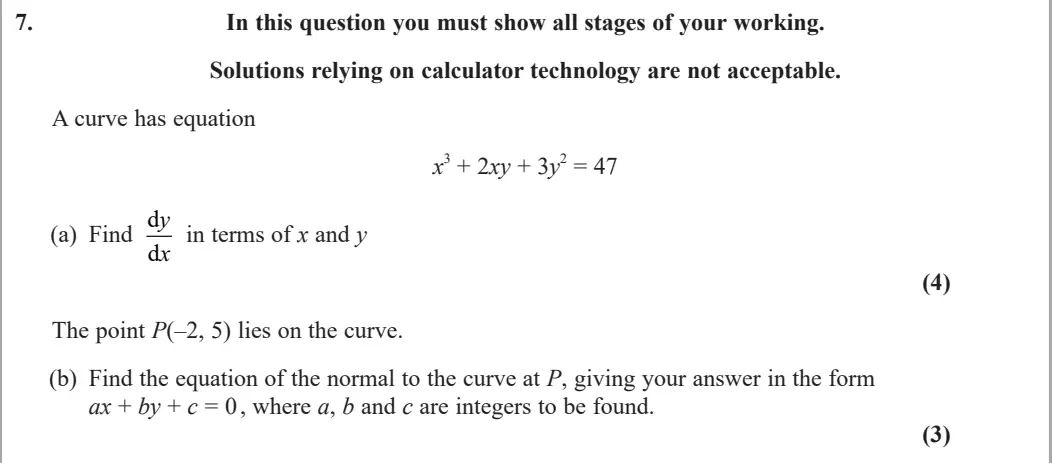 7. In this question you must show all stages of your working.
Solutions relying on calculator technology are not acceptable.
A curve has equation
x³ + 2xy + 3y² = 47
(a) Find dy/dx in terms of x and y
(4)
The point P(–2, 5) lies on the curve.
(b) Find the equation of the normal to the curve at P, giving your answer in the form
ax + by + c = 0, where a, b and c are integers to be found.
(3)